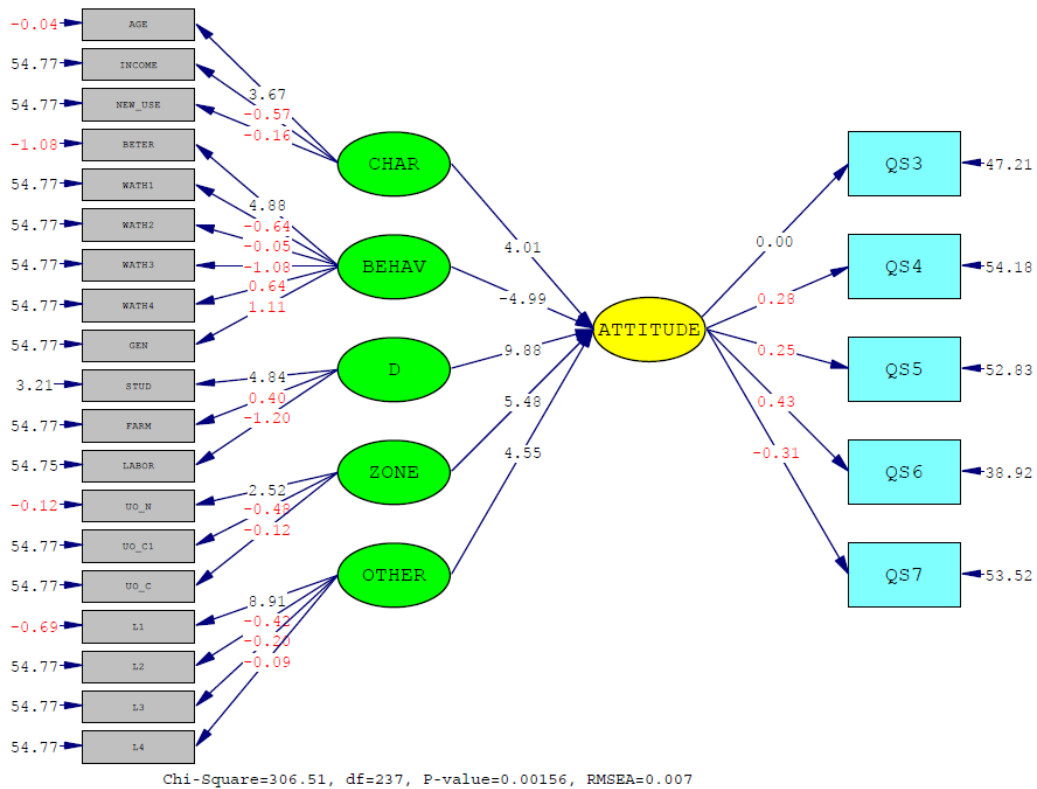 -0.04 AGE
54.77 INCOME
54.77 NEW_USE
-1.08 BETER
54.77 WATH1
54.77 WATH2
54.77 WATH3
54.77 WATH4
54.77 GEN
3.21 STUD
54.77 FARM
54.75 LABOR
-0.12 UO_N
54.77 UO_C1
54.77 UO_C
-0.69 L1
54.77 L2
54.77 L3
54.77 L4
3.67
-0.57
-0.16
4.88
-0.64
-0.05
-1.08
0.64
1.11
4.84
0.40
-1.20
2.52
-0.48
-0.12
8.91
-0.42
-0.20
-0.09
CHAR
BEHAV
D
ZONE
OTHER
4.01
-4.99
9.88
5.48
4.55
ATTITUDE
0.00
0.28
0.25
0.43
-0.31
QS3 47.21
QS4 54.18
QS5 52.83
QS6 38.92
QS7 53.52
Chi-Square=306.51, df=237, P-value=0.00156, RMSEA=0.007